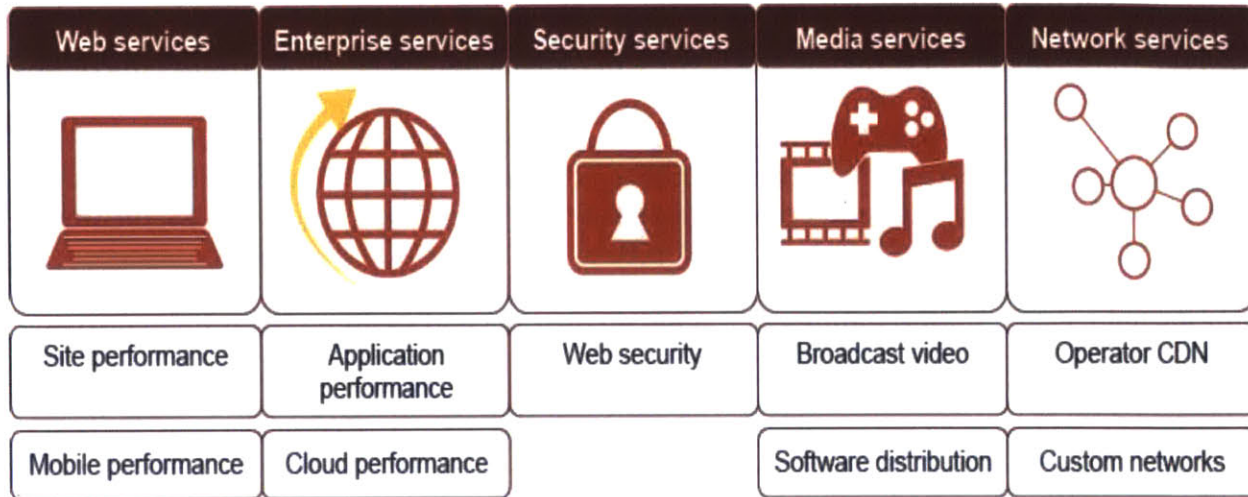 Web services
Enterprise services
Security services
Media services
Network services
Site performance
Application
performance
Web security
Broadcast video
Operator CDN
Mobile performance
Cloud performance
Software distribution
Custom networks